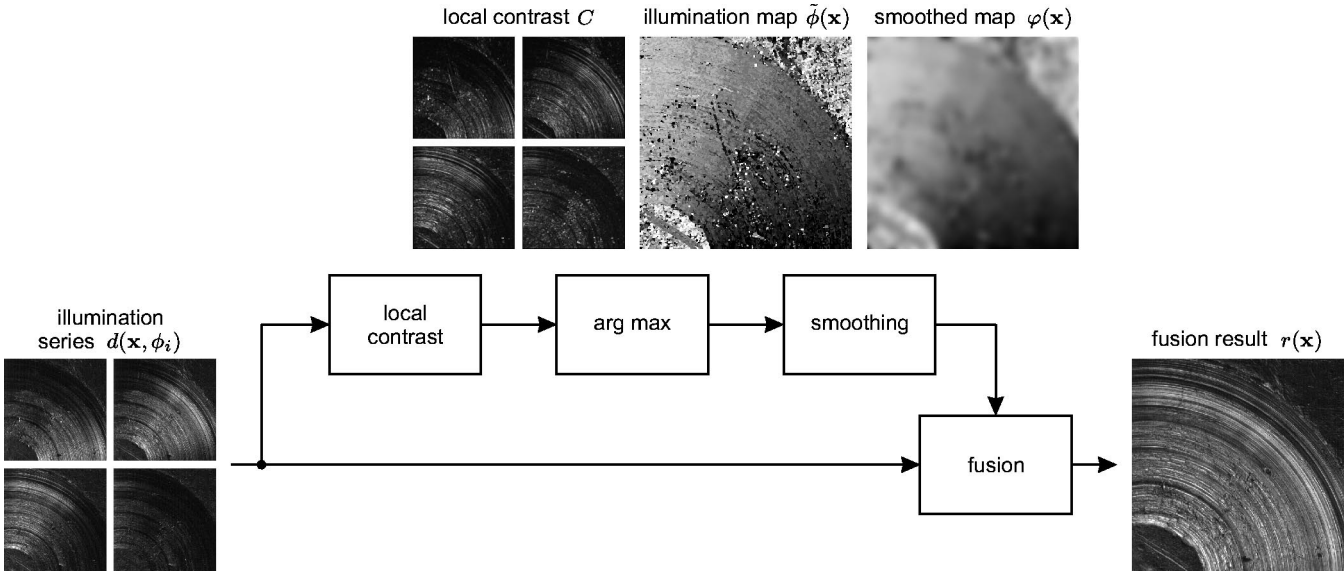 local contrast C
illumination map ϕ̃(x)
smoothed map φ(x)
illumination
series d(x, ϕᵢ)
local
contrast
arg max
smoothing
fusion
fusion result r(x)